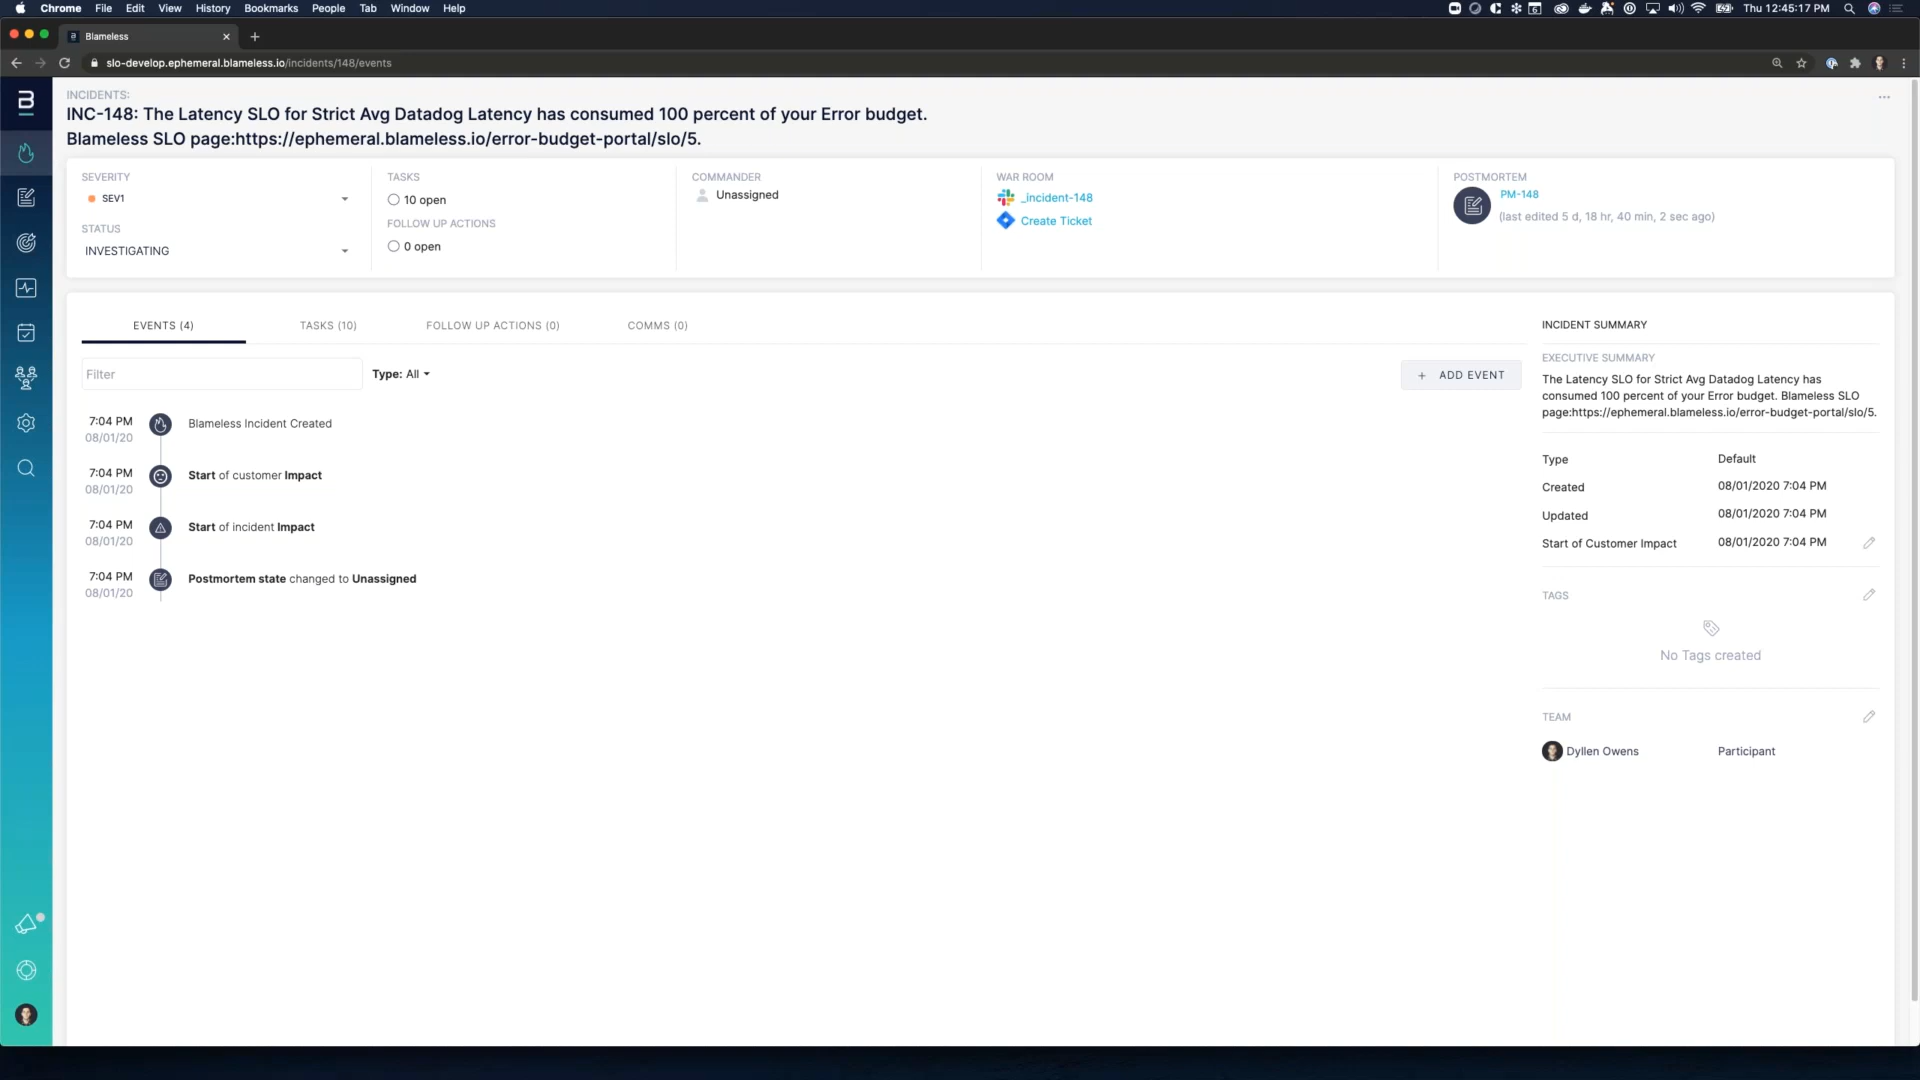 Chrome File Edit View History Bookmarks People Tab Window Help
6
Thu 12:45:17 PM
Blameless
slo-develop.ephemeral.blameless.io/incidents/148/events
INCIDENTS:
INC-148: The Latency SLO for Strict Avg Datadog Latency has consumed 100 percent of your Error budget.
Blameless SLO page:https://ephemeral.blameless.io/error-budget-portal/slo/5.
SEVERITY
SEV1
STATUS
INVESTIGATING
TASKS
10 open
FOLLOW UP ACTIONS
0 open
COMMANDER
Unassigned
WAR ROOM
_incident-148
Create Ticket
POSTMORTEM
PM-148
(last edited 5 d, 18 hr, 40 min, 2 sec ago)
EVENTS (4) TASKS (10) FOLLOW UP ACTIONS (0) COMMS (0)
Filter
Type: All
+ ADD EVENT
7:04 PM
08/01/20
Blameless Incident Created
7:04 PM
08/01/20
Start of customer Impact
7:04 PM
08/01/20
Start of incident Impact
7:04 PM
08/01/20
Postmortem state changed to Unassigned
INCIDENT SUMMARY
EXECUTIVE SUMMARY
The Latency SLO for Strict Avg Datadog Latency has
consumed 100 percent of your Error budget. Blameless SLO
page:https://ephemeral.blameless.io/error-budget-portal/slo/5.
Type Default
Created 08/01/2020 7:04 PM
Updated 08/01/2020 7:04 PM
Start of Customer Impact 08/01/2020 7:04 PM
TAGS
No Tags created
TEAM
Dyllen Owens Participant